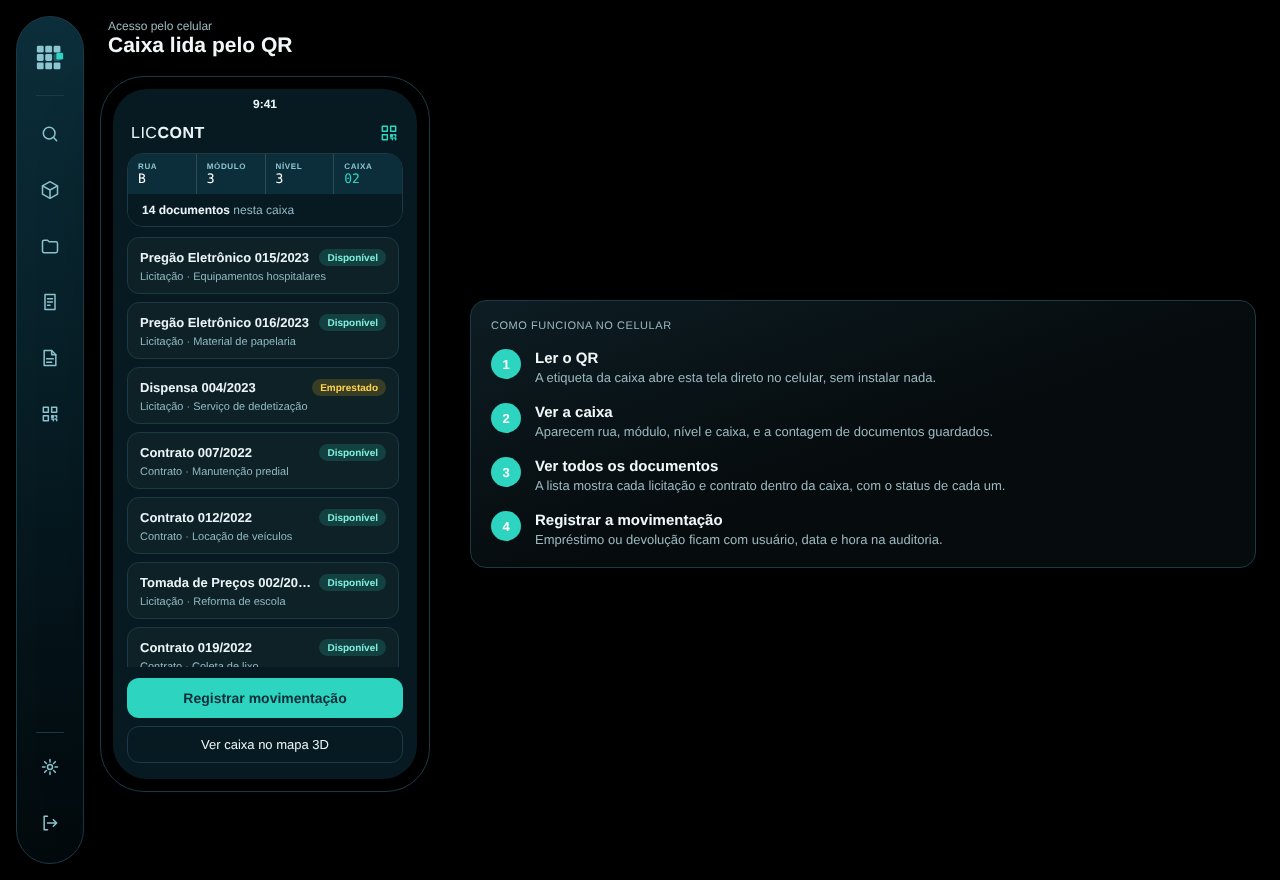 Acesso pelo celular
Caixa lida pelo QR
9:41
LICCONT
RUA MÓDULO NÍVEL CAIXA
B 3 3 02
14 documentos nesta caixa
Pregão Eletrônico 015/2023 Disponível
Licitação · Equipamentos hospitalares
Pregão Eletrônico 016/2023 Disponível
Licitação · Material de papelaria
Dispensa 004/2023 Emprestado
Licitação · Serviço de dedetização
Contrato 007/2022 Disponível
Contrato · Manutenção predial
Contrato 012/2022 Disponível
Contrato · Locação de veículos
Tomada de Preços 002/20… Disponível
Licitação · Reforma de escola
Contrato 019/2022 Disponível
Contrato · Coleta de lixo
Registrar movimentação
Ver caixa no mapa 3D
COMO FUNCIONA NO CELULAR
1 Ler o QR
A etiqueta da caixa abre esta tela direto no celular, sem instalar nada.
2 Ver a caixa
Aparecem rua, módulo, nível e caixa, e a contagem de documentos guardados.
3 Ver todos os documentos
A lista mostra cada licitação e contrato dentro da caixa, com o status de cada um.
4 Registrar a movimentação
Empréstimo ou devolução ficam com usuário, data e hora na auditoria.